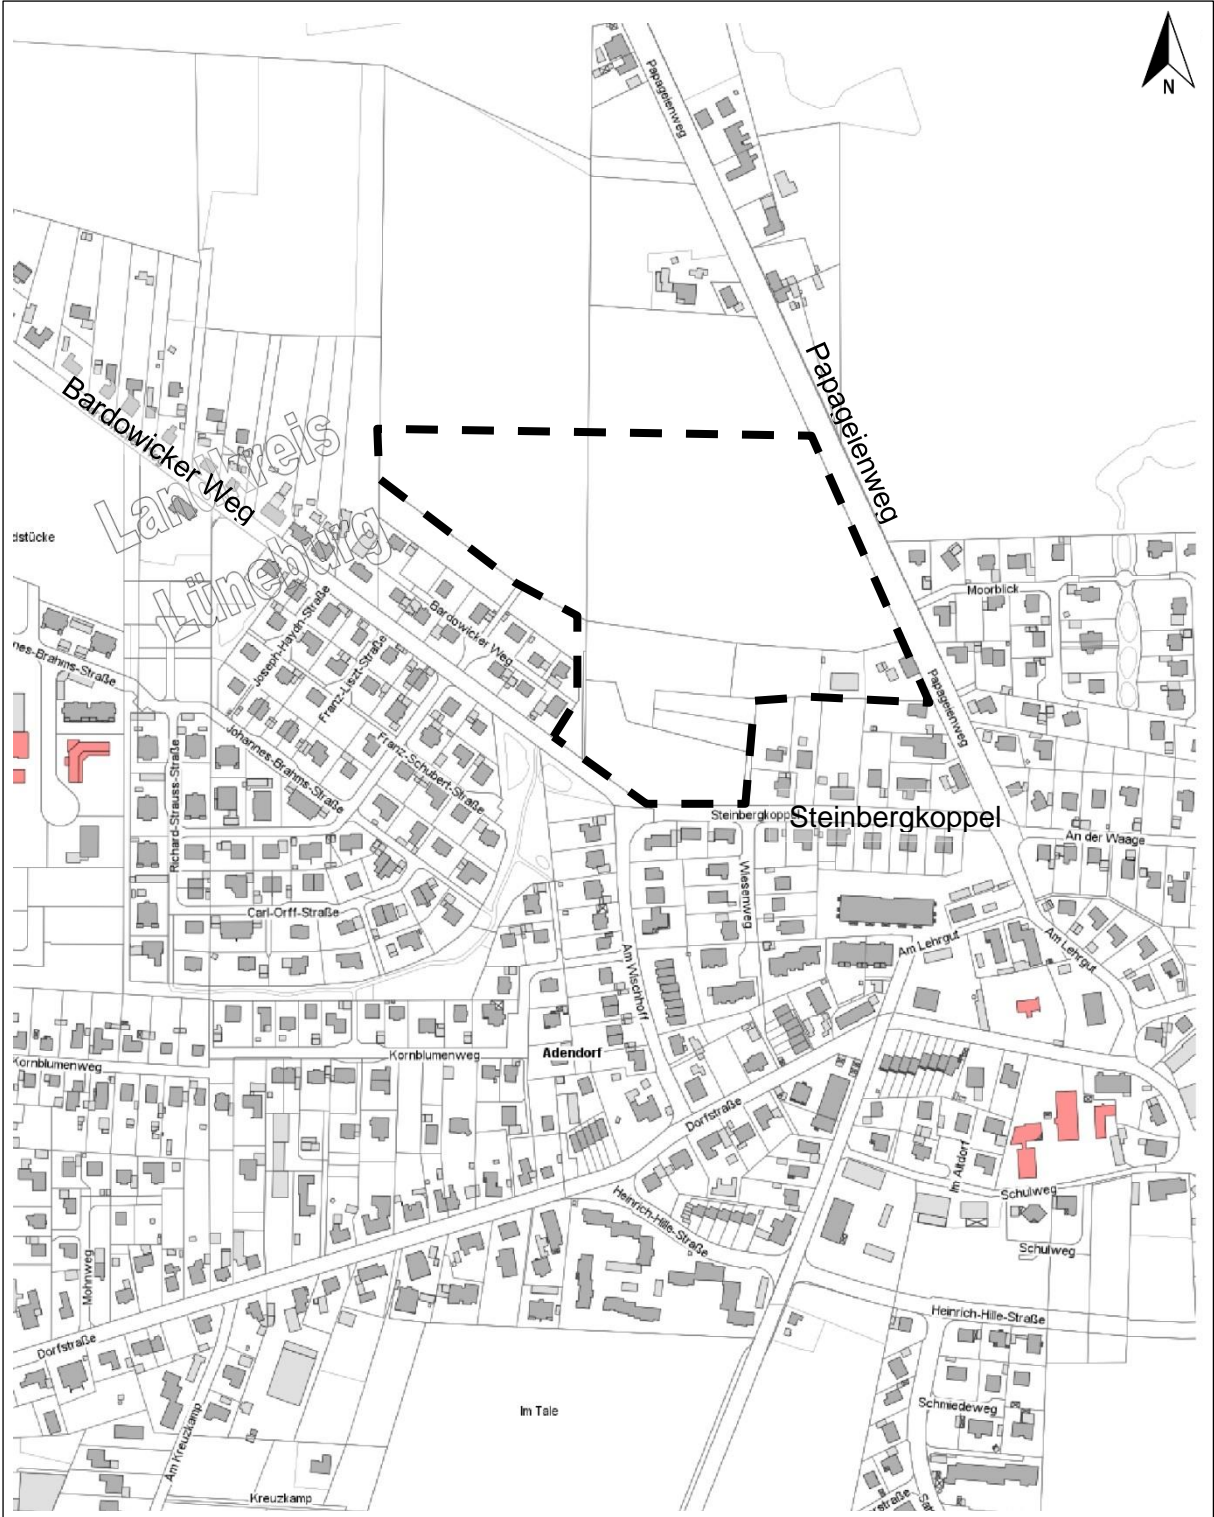 N
Papageienweg
Papageienweg
Bardowicker Weg
Landkreis
Lüneburg
dstücke
Moorblick
Joseph-Haydn-Straße
Bardowicker Weg
Franz-Liszt-Straße
nes-Brahms-Straße
Papageienweg
Johannes-Brahms-Straße
Franz-Schubert-Straße
Richard-Strauss-Straße
Steinbergkoppel
Steinbergkoppel
An der Waage
Wiesenweg
Carl-Orff-Straße
Am Lehrgut
Am Lehrgut
Am Wischhoff
Kornblumenweg
Adendorf
Kornblumenweg
Dorfstraße
Im Altdorf
Schulweg
Heinrich-Hille-Straße
Schulweg
Mohnweg
Heinrich-Hille-Straße
Dorfstraße
Im Tale
Schmiedeweg
Am Kreuzkamp
Kreuzkamp
rstraße